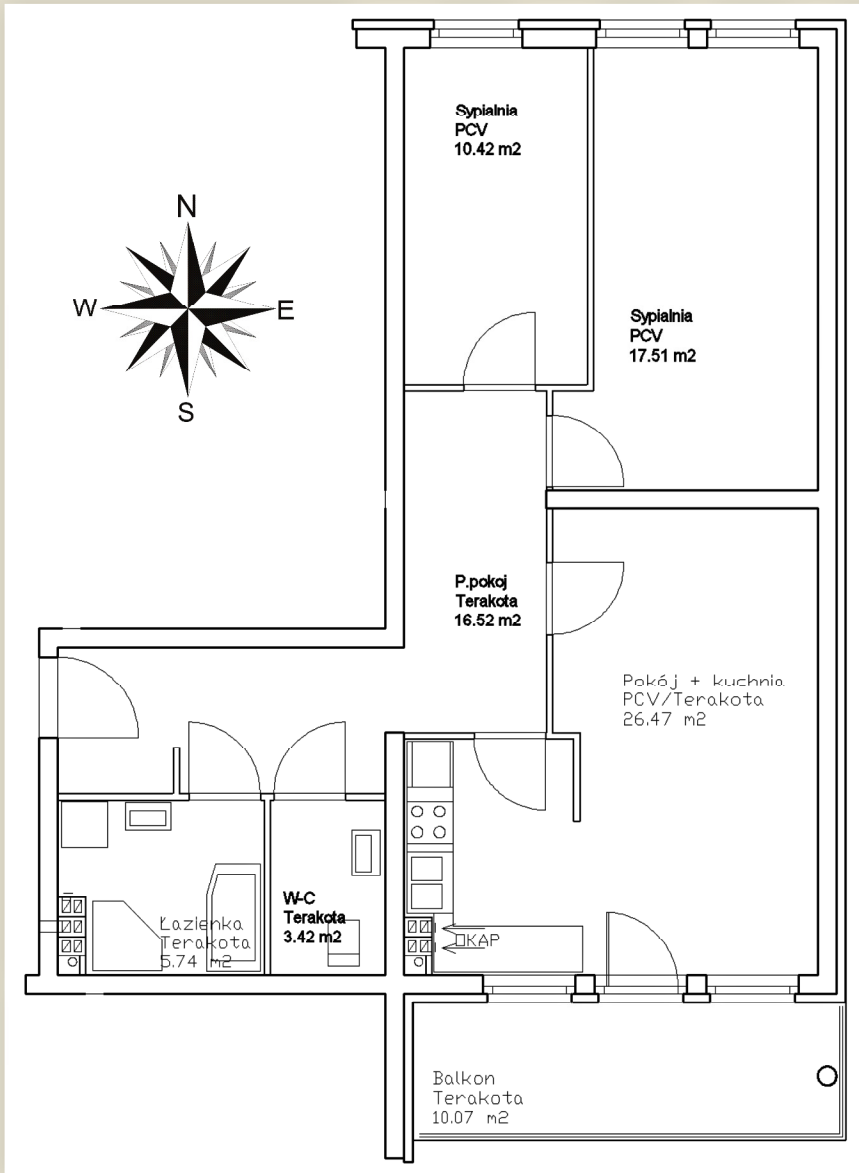 Sypialnia
PCV
10.42 m2
N
W
E
S
Sypialnia
PCV
17.51 m2
P.pokoj
Terakota
16.52 m2
Pokój + kuchnia
PCV/Terakota
26.47 m2
W-C
Terakota
3.42 m2
Łazienka
Terakota
5.74 m2
OKAP
Balkon
Terakota
10.07 m2